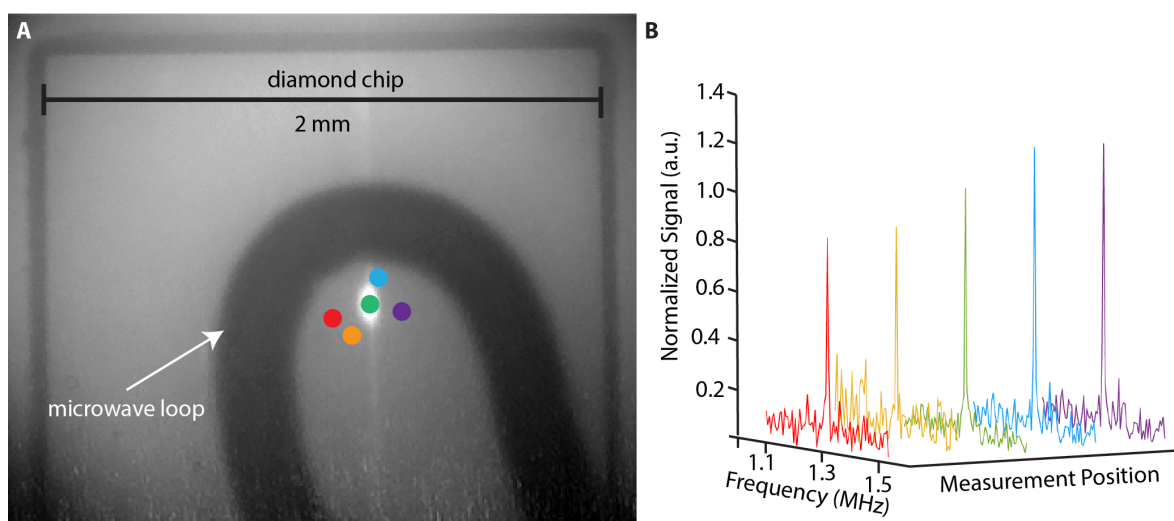 A
diamond chip
2 mm
microwave loop
B
Normalized Signal (a.u.)
1.4
1.2
1.0
0.8
0.6
0.4
0.2
1.1
1.3
1.5
Frequency (MHz)
Measurement Position